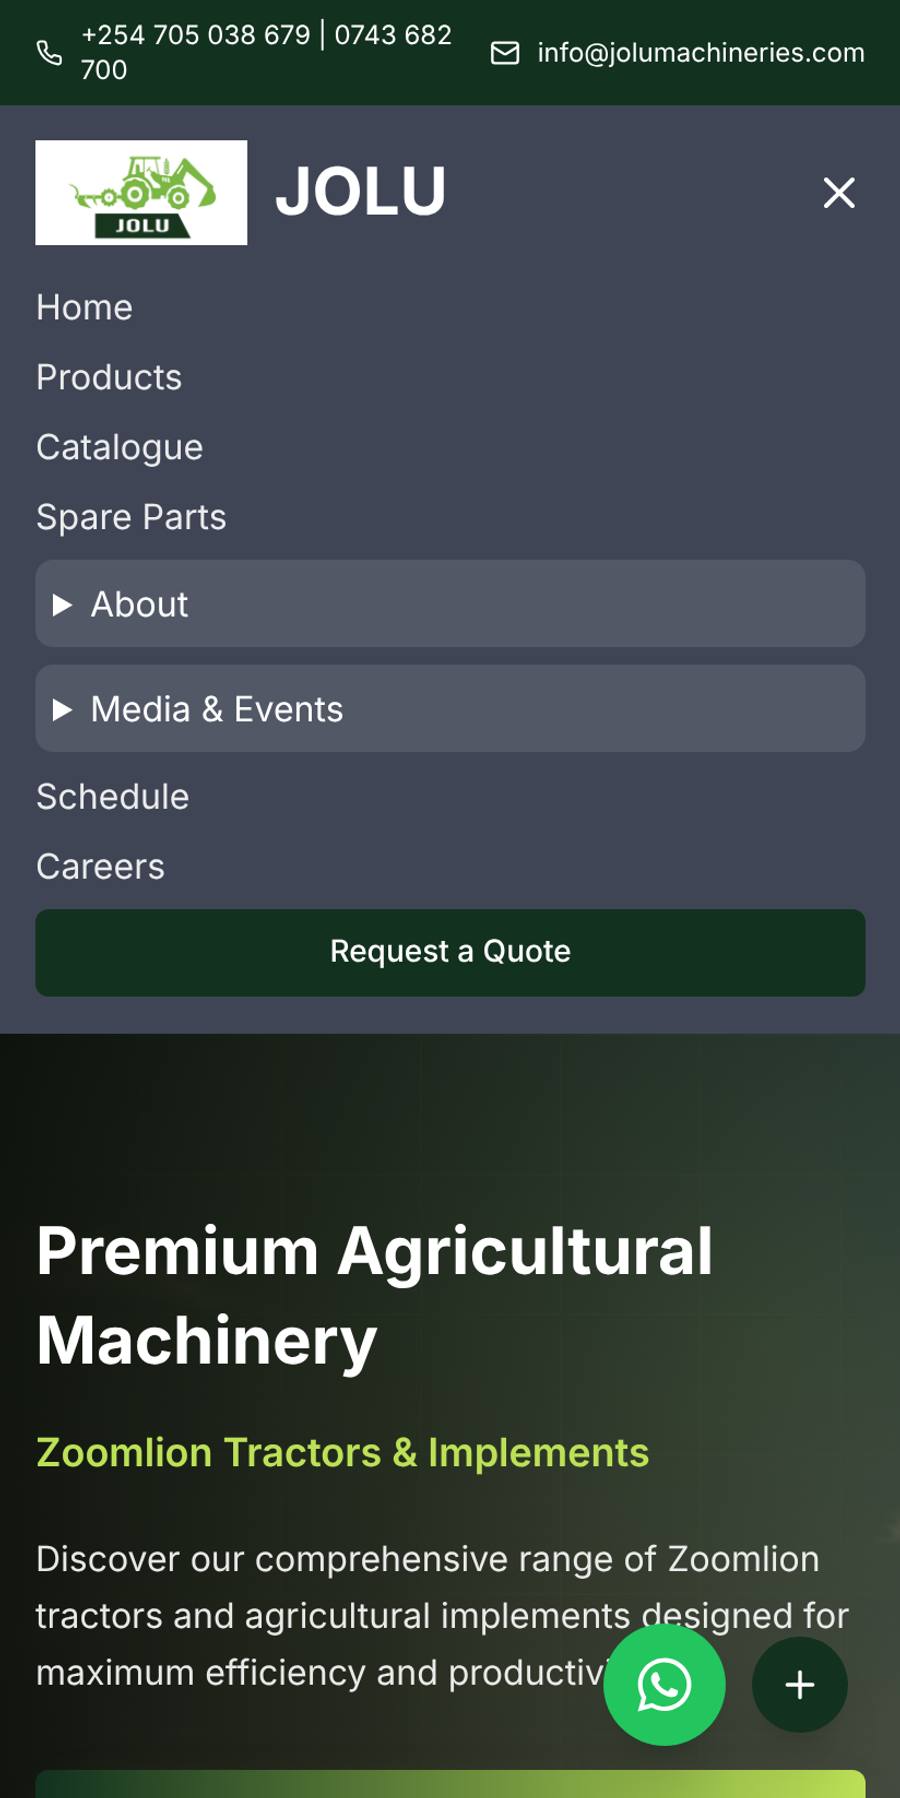 +254 705 038 679 | 0743 682
700
info@jolumachineries.com
JOLU
JOLU
Home
Products
Catalogue
Spare Parts
About
Media & Events
Schedule
Careers
Request a Quote
Premium Agricultural
Machinery
Zoomlion Tractors & Implements
Discover our comprehensive range of Zoomlion
tractors and agricultural implements designed for
maximum efficiency and